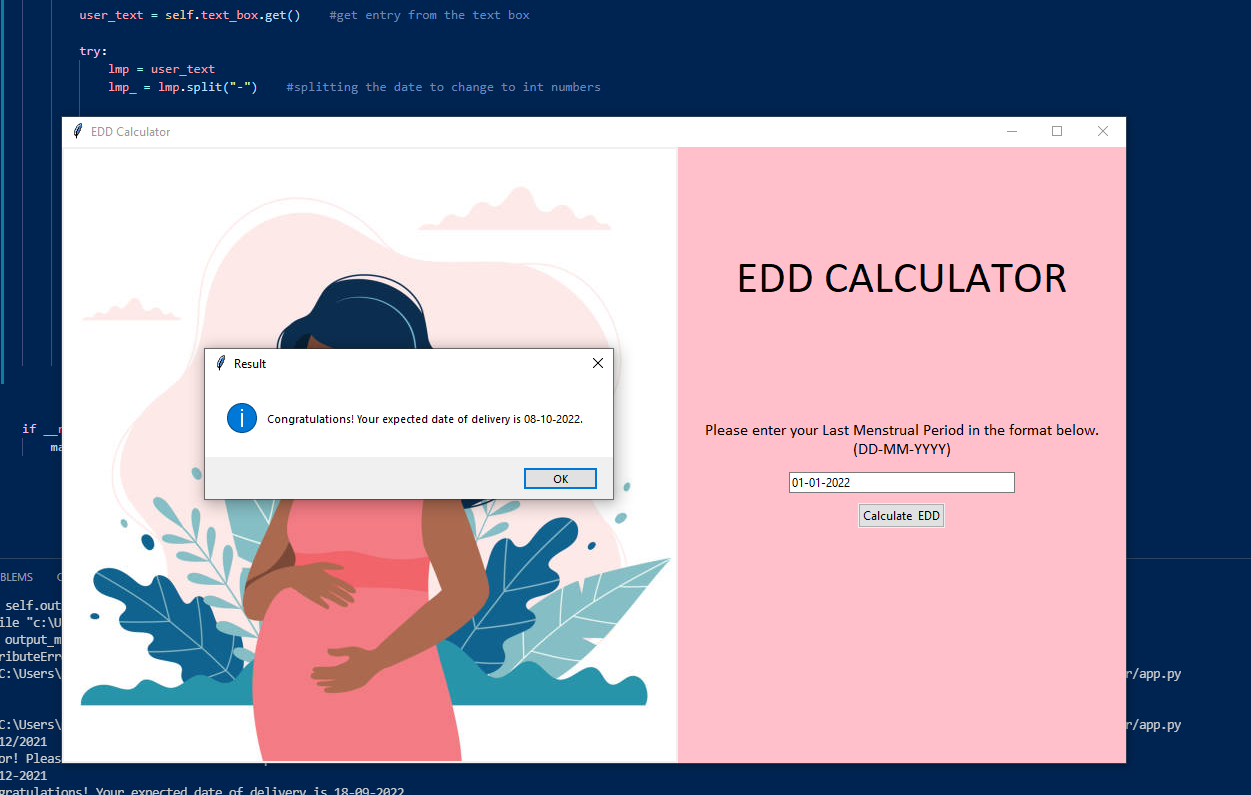 user_text = self.text_box.get()    #get entry from the text box
try:
lmp = user_text
lmp_ = lmp.split("-")    #splitting the date to change to int numbers
EDD Calculator
EDD CALCULATOR
Result
Congratulations! Your expected date of delivery is 08-10-2022.
OK
Please enter your Last Menstrual Period in the format below.
(DD-MM-YYYY)
01-01-2022
Calculate EDD
if
BLEMS
self.out
ile "c:\U
output_m
ributeErr
C:\Users\
r/app.py
C:\Users\
r/app.py
12/2021
or! Pleas
12-2021
gratulations! Your expected date of delivery is 18-09-2022